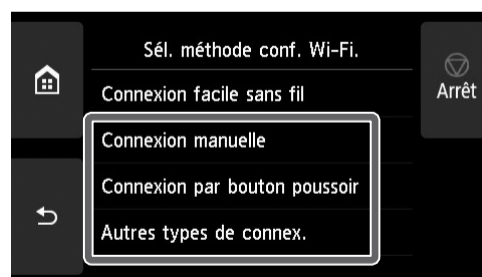 Sél. méthode conf. Wi-Fi.
Connexion facile sans fil
Arrêt
Connexion manuelle
Connexion par bouton poussoir
Autres types de connex.